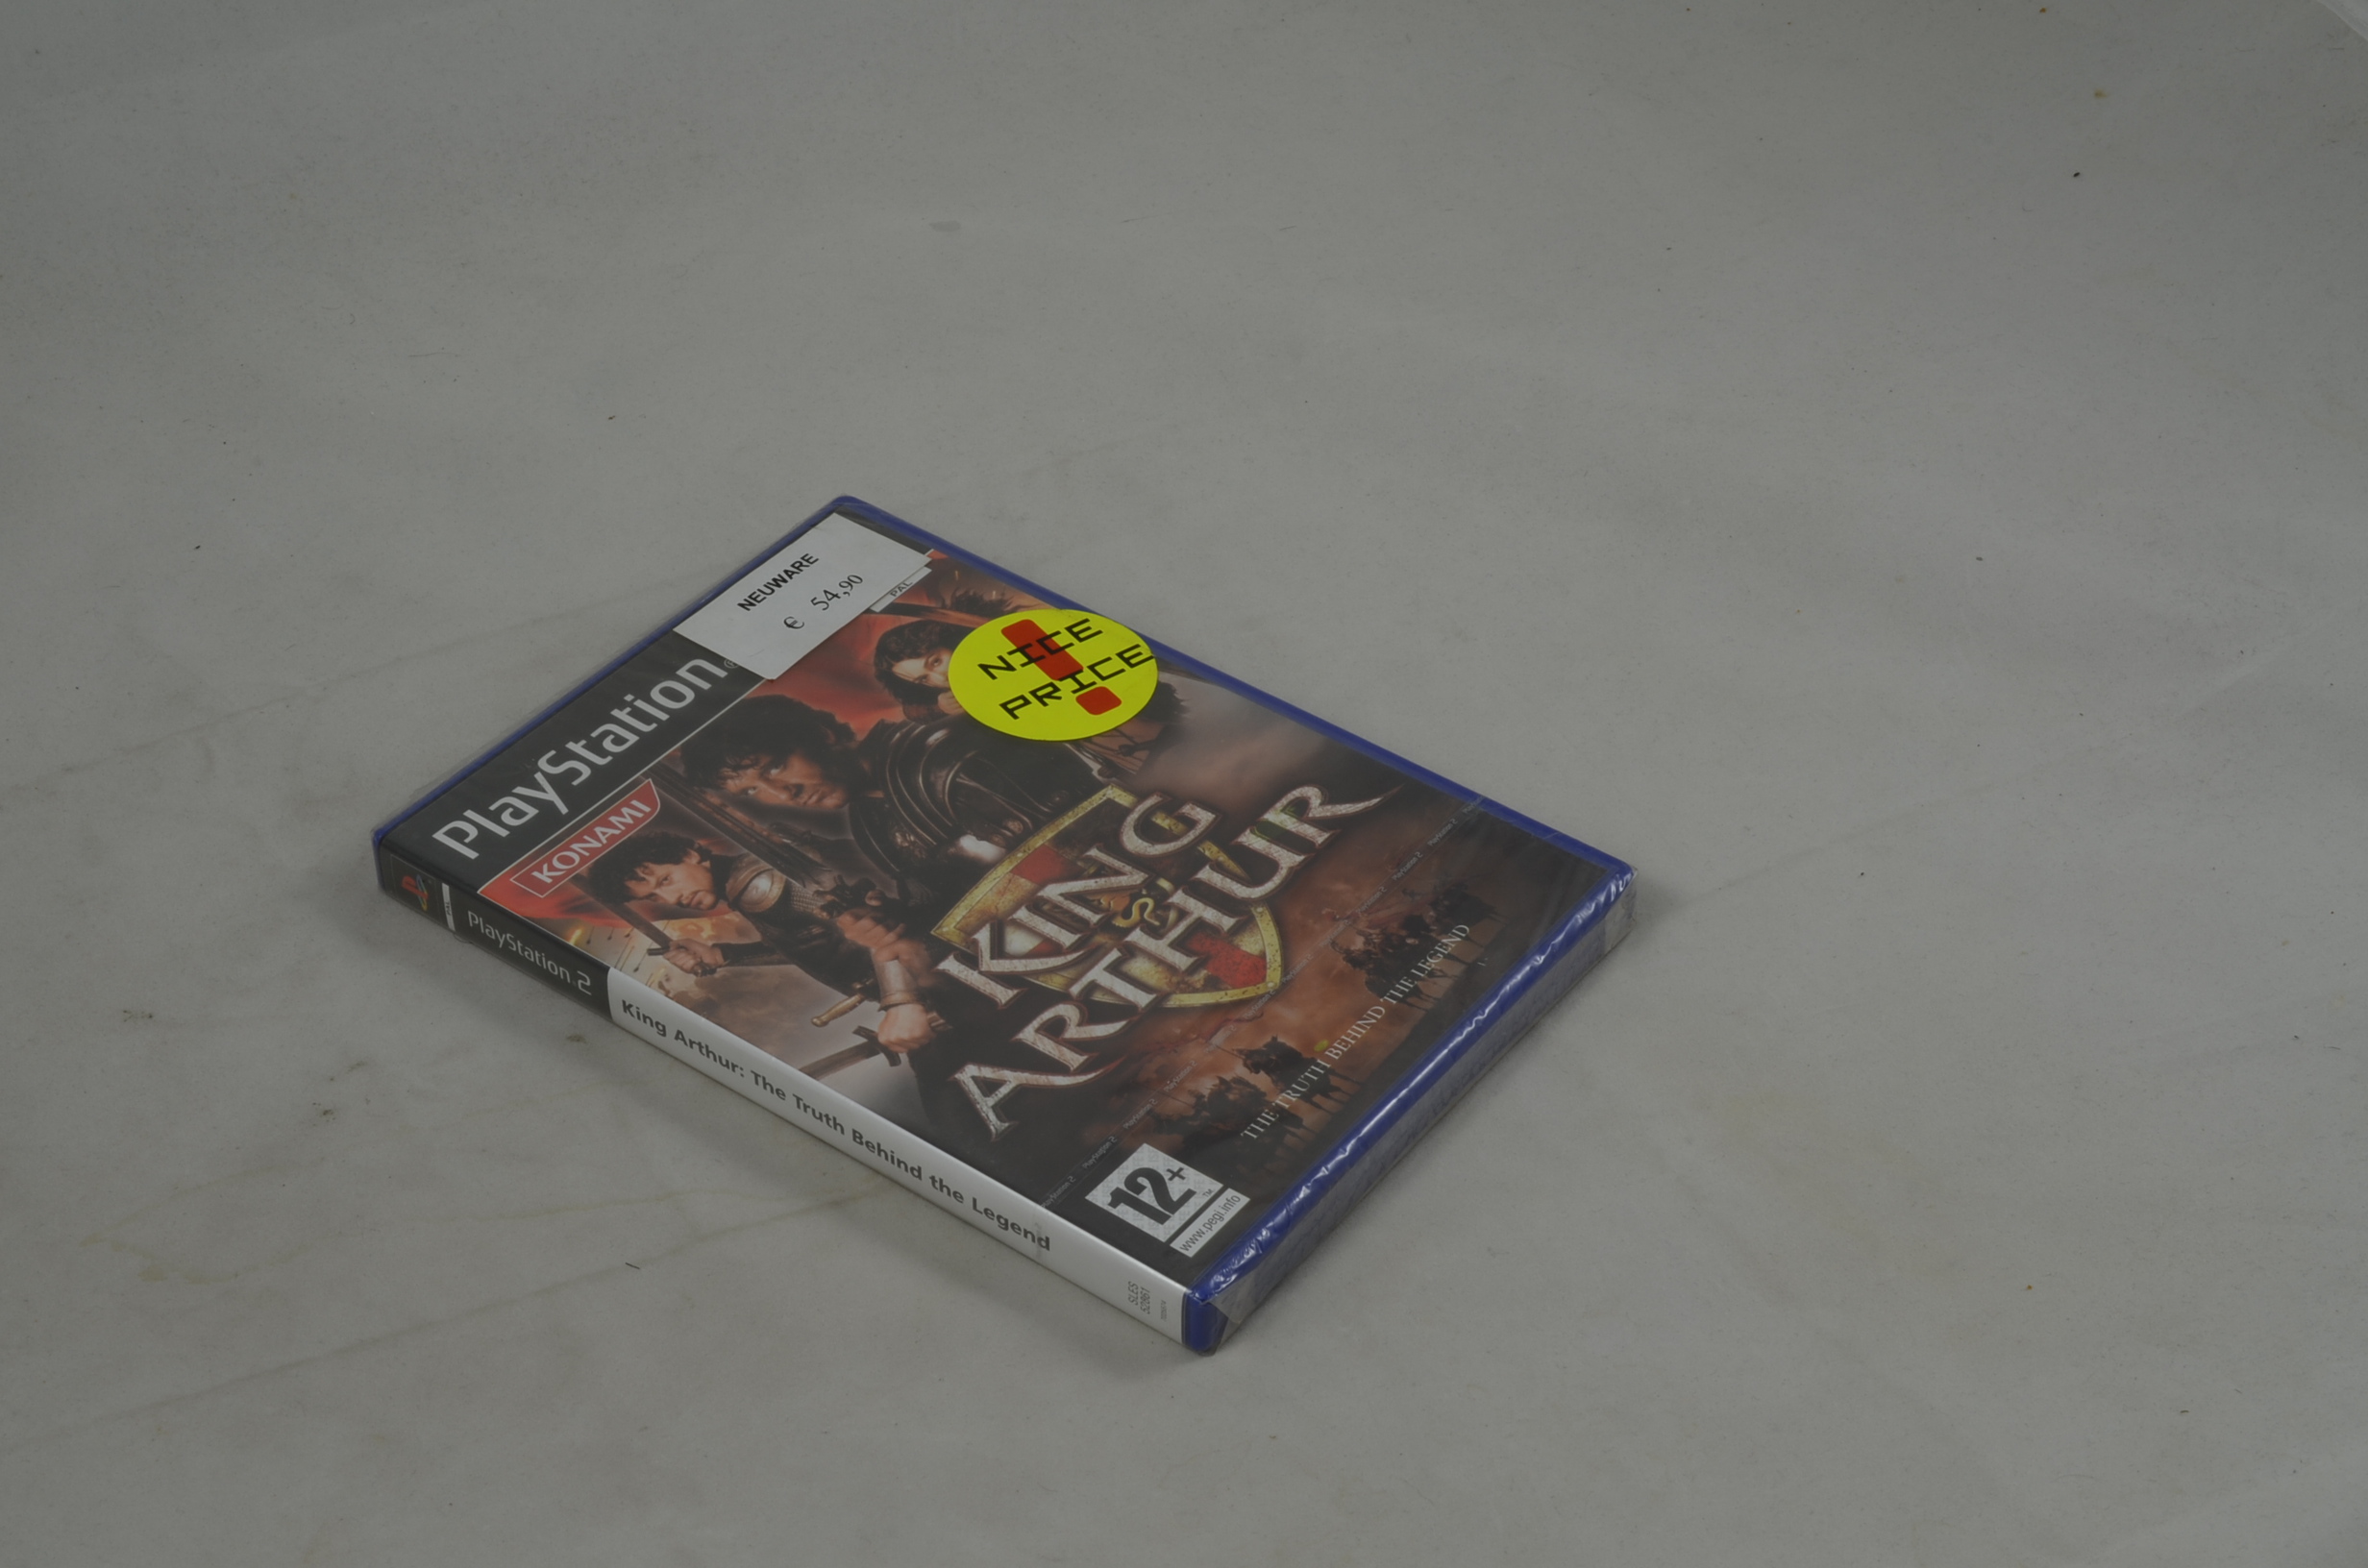 NEUWARE
€ 54,90
PAL
NICE
PRICE
PlayStation
KONAMI
KING
ARTHUR
THE TRUTH BEHIND THE LEGEND
12+
www.pegi.info
PlayStation 2
King Arthur: The Truth Behind the Legend
SLES